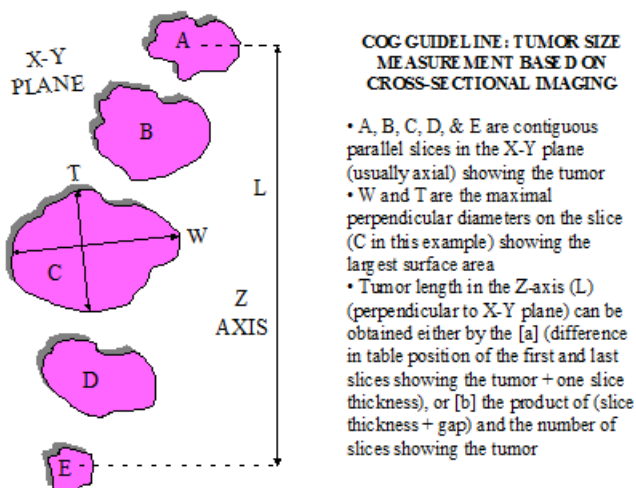 A
X-Y
PLANE
B
T
L
W
C
Z
AXIS
D
E
COG GUIDELINE: TUMOR SIZE
MEASUREMENT BASED ON
CROSS-SECTIONAL IMAGING
• A, B, C, D, & E are contiguous
parallel slices in the X-Y plane
(usually axial) showing the tumor
• W and T are the maximal
perpendicular diameters on the slice
(C in this example) showing the
largest surface area
• Tumor length in the Z-axis (L)
(perpendicular to X-Y plane) can be
obtained either by the [a] (difference
in table position of the first and last
slices showing the tumor + one slice
thickness), or [b] the product of (slice
thickness + gap) and the number of
slices showing the tumor